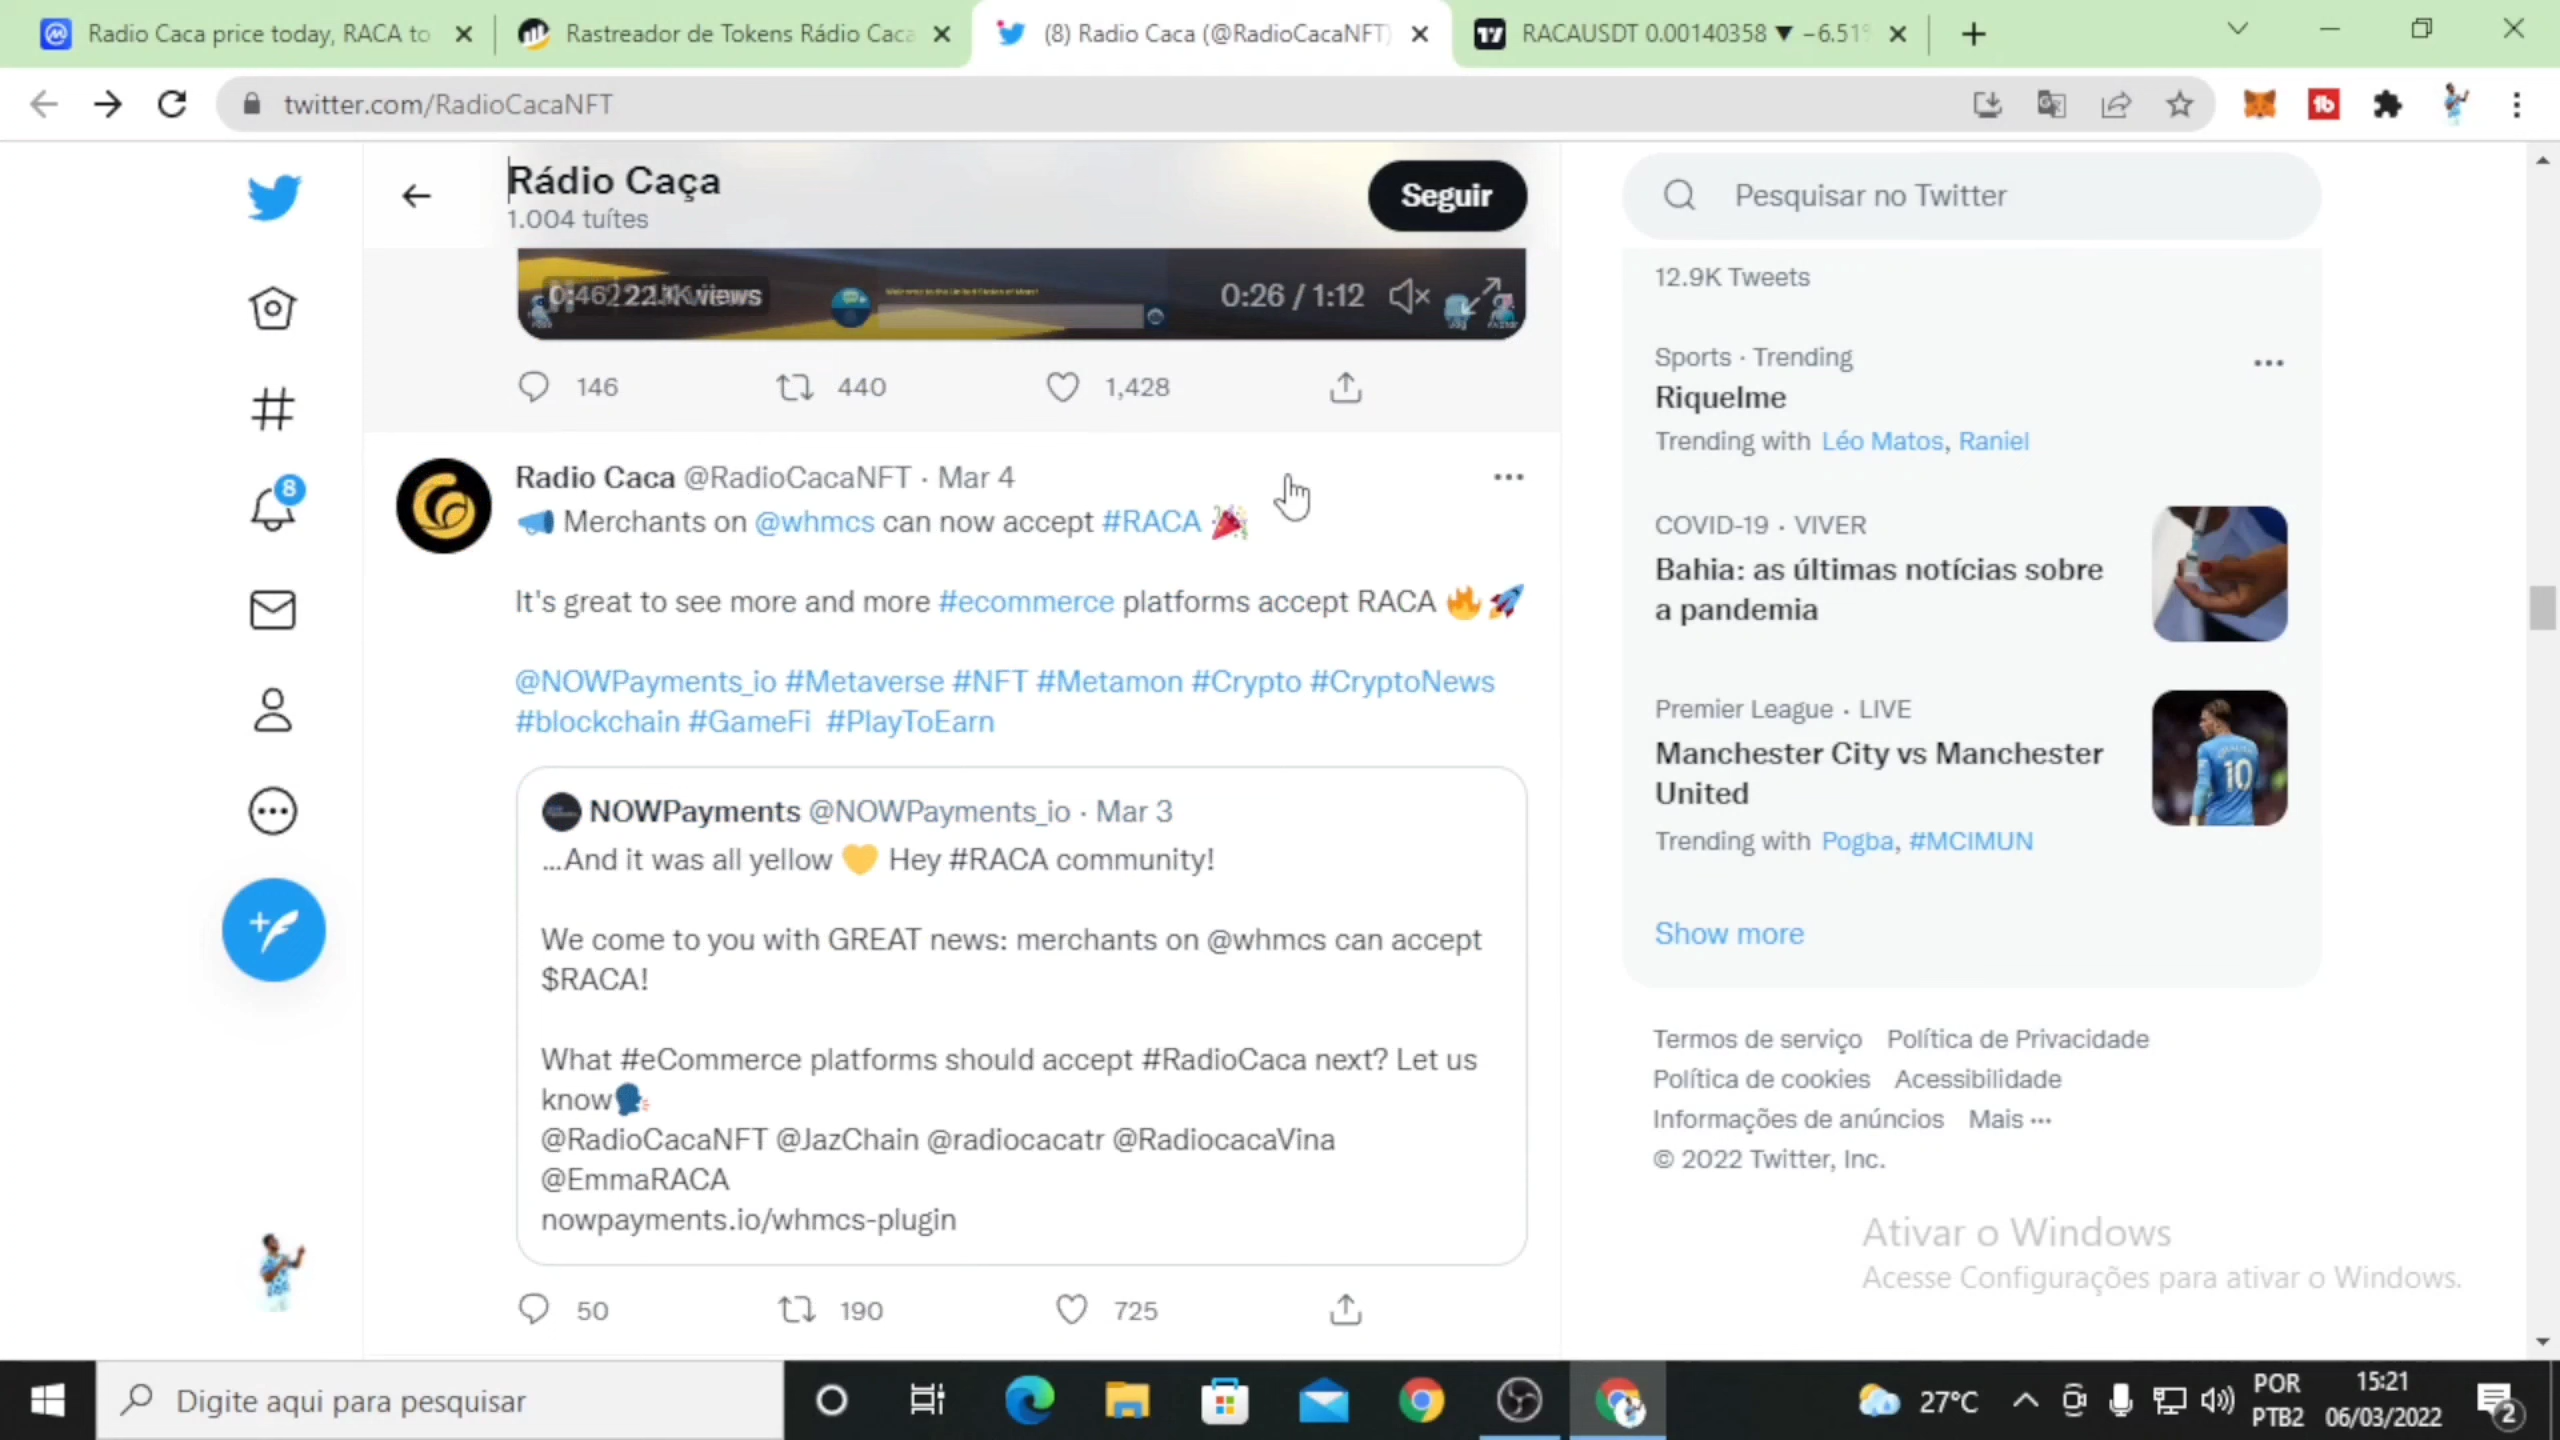 Radio Caca price today, RACA to
Rastreador de Tokens Rádio Caca
(8) Radio Caca (@RadioCacaNFT)
RACAUSDT 0.00140358 ▼ −6.51%
twitter.com/RadioCacaNFT
Rádio Caça
1.004 tuítes
Seguir
Pesquisar no Twitter
0:26 / 1:12
146
440
1,428
Radio Caca @RadioCacaNFT · Mar 4
Merchants on @whmcs can now accept #RACA
It's great to see more and more #ecommerce platforms accept RACA
@NOWPayments_io #Metaverse #NFT #Metamon #Crypto #CryptoNews
#blockchain #GameFi #PlayToEarn
NOWPayments @NOWPayments_io · Mar 3
...And it was all yellow 💛 Hey #RACA community!
We come to you with GREAT news: merchants on @whmcs can accept
$RACA!
What #eCommerce platforms should accept #RadioCaca next? Let us
know
@RadioCacaNFT @JazChain @radiocacatr @RadiocacaVina
@EmmaRACA
nowpayments.io/whmcs-plugin
50
190
725
8
12.9K Tweets
Sports · Trending
Riquelme
Trending with Léo Matos, Raniel
COVID-19 · VIVER
Bahia: as últimas notícias sobre
a pandemia
Premier League · LIVE
Manchester City vs Manchester
United
Trending with Pogba, #MCIMUN
10
Show more
Termos de serviço Política de Privacidade
Política de cookies Acessibilidade
Informações de anúncios Mais ···
© 2022 Twitter, Inc.
Ativar o Windows
Acesse Configurações para ativar o Windows.
Digite aqui para pesquisar
27°C
POR
PTB2
15:21
06/03/2022
2